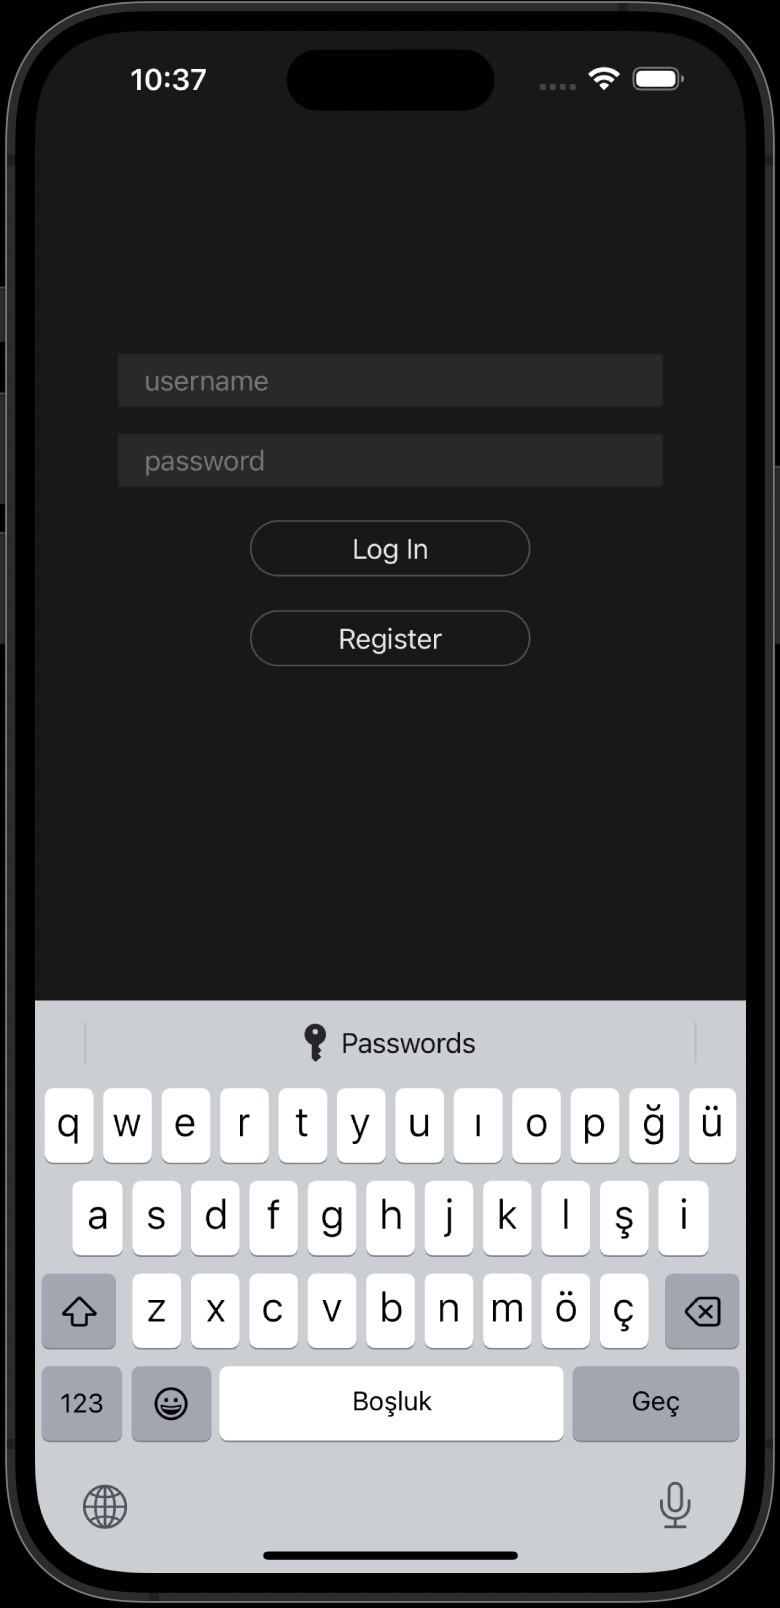 10:37
username
password
Log In
Register
Passwords
q w e r t y u ı o p ğ ü
a s d f g h j k l ş i
z x c v b n m ö ç
123 Boşluk Geç